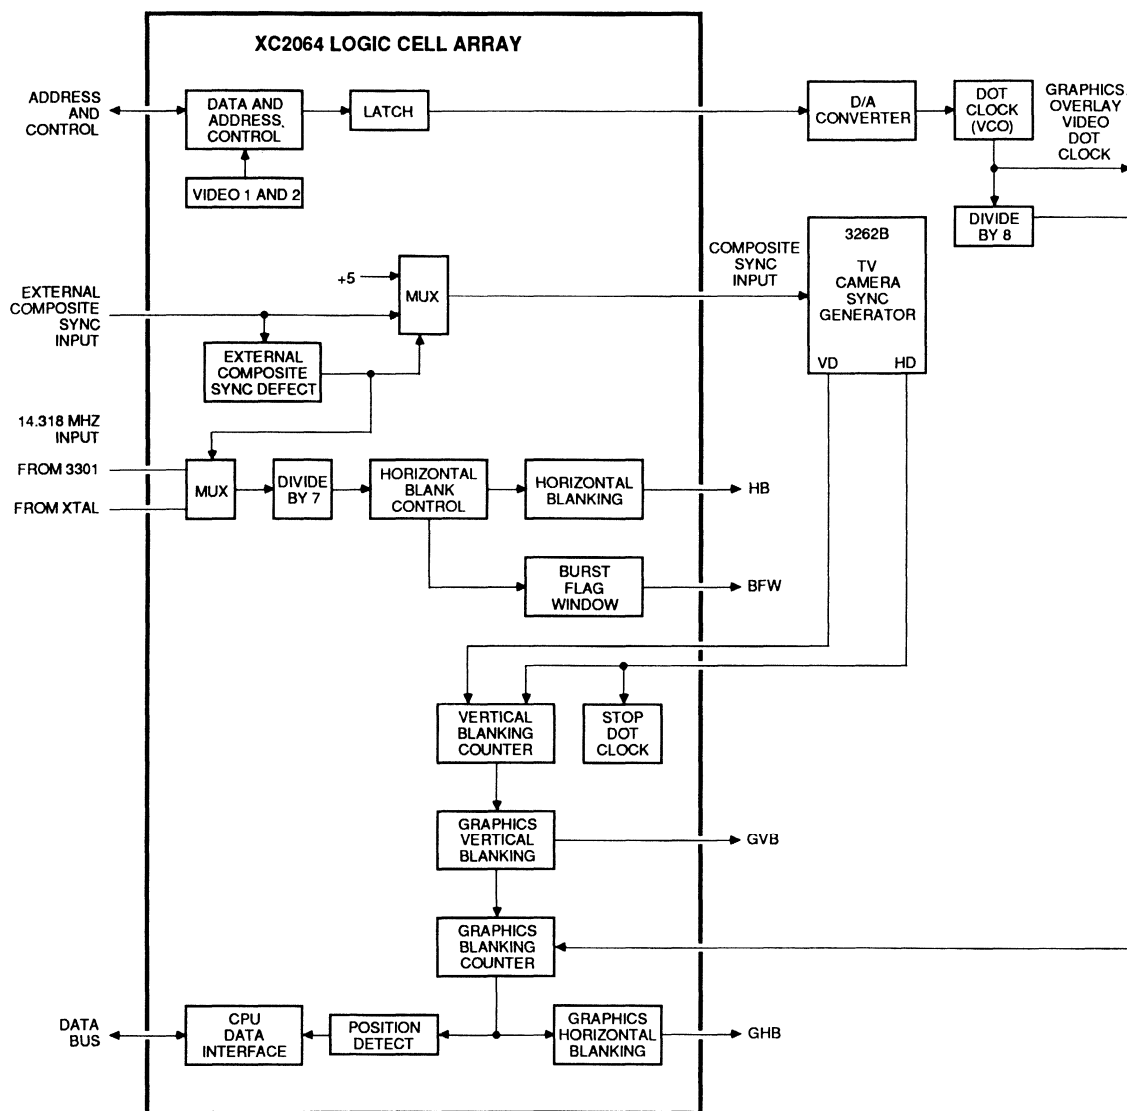 XC2064 LOGIC CELL ARRAY
ADDRESS
AND
CONTROL
DATA AND
ADDRESS
CONTROL
LATCH
D/A
CONVERTER
DOT
CLOCK
(VCO)
GRAPHICS
OVERLAY
VIDEO
DOT
CLOCK
VIDEO 1 AND 2
DIVIDE
BY 8
COMPOSITE
SYNC
INPUT
3262B
TV
CAMERA
SYNC
GENERATOR
VD HD
+5
MUX
EXTERNAL
COMPOSITE
SYNC
INPUT
EXTERNAL
COMPOSITE
SYNC DEFECT
14.318 MHZ
INPUT
FROM 3301
FROM XTAL
MUX
DIVIDE
BY 7
HORIZONTAL
BLANK
CONTROL
HORIZONTAL
BLANKING
HB
BURST
FLAG
WINDOW
BFW
VERTICAL
BLANKING
COUNTER
STOP
DOT
CLOCK
GRAPHICS
VERTICAL
BLANKING
GVB
GRAPHICS
BLANKING
COUNTER
DATA
BUS
CPU
DATA
INTERFACE
POSITION
DETECT
GRAPHICS
HORIZONTAL
BLANKING
GHB